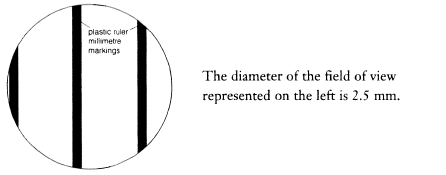 plastic ruler
millimetre
markings
The diameter of the field of view
represented on the left is 2.5 mm.